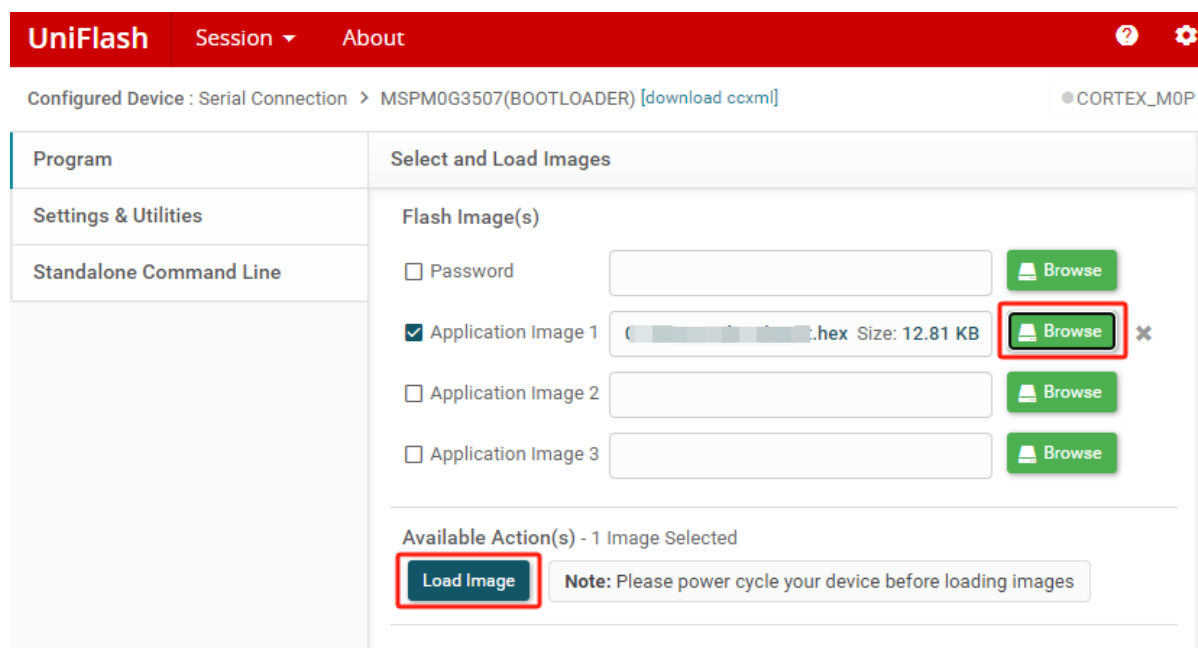 UniFlash Session About
Configured Device : Serial Connection > MSPM0G3507(BOOTLOADER) [download ccxml] CORTEX_M0P
Program
Settings & Utilities
Standalone Command Line
Select and Load Images
Flash Image(s)
Password Browse
Application Image 1 .hex Size: 12.81 KB Browse
Application Image 2 Browse
Application Image 3 Browse
Available Action(s) - 1 Image Selected
Load Image Note: Please power cycle your device before loading images